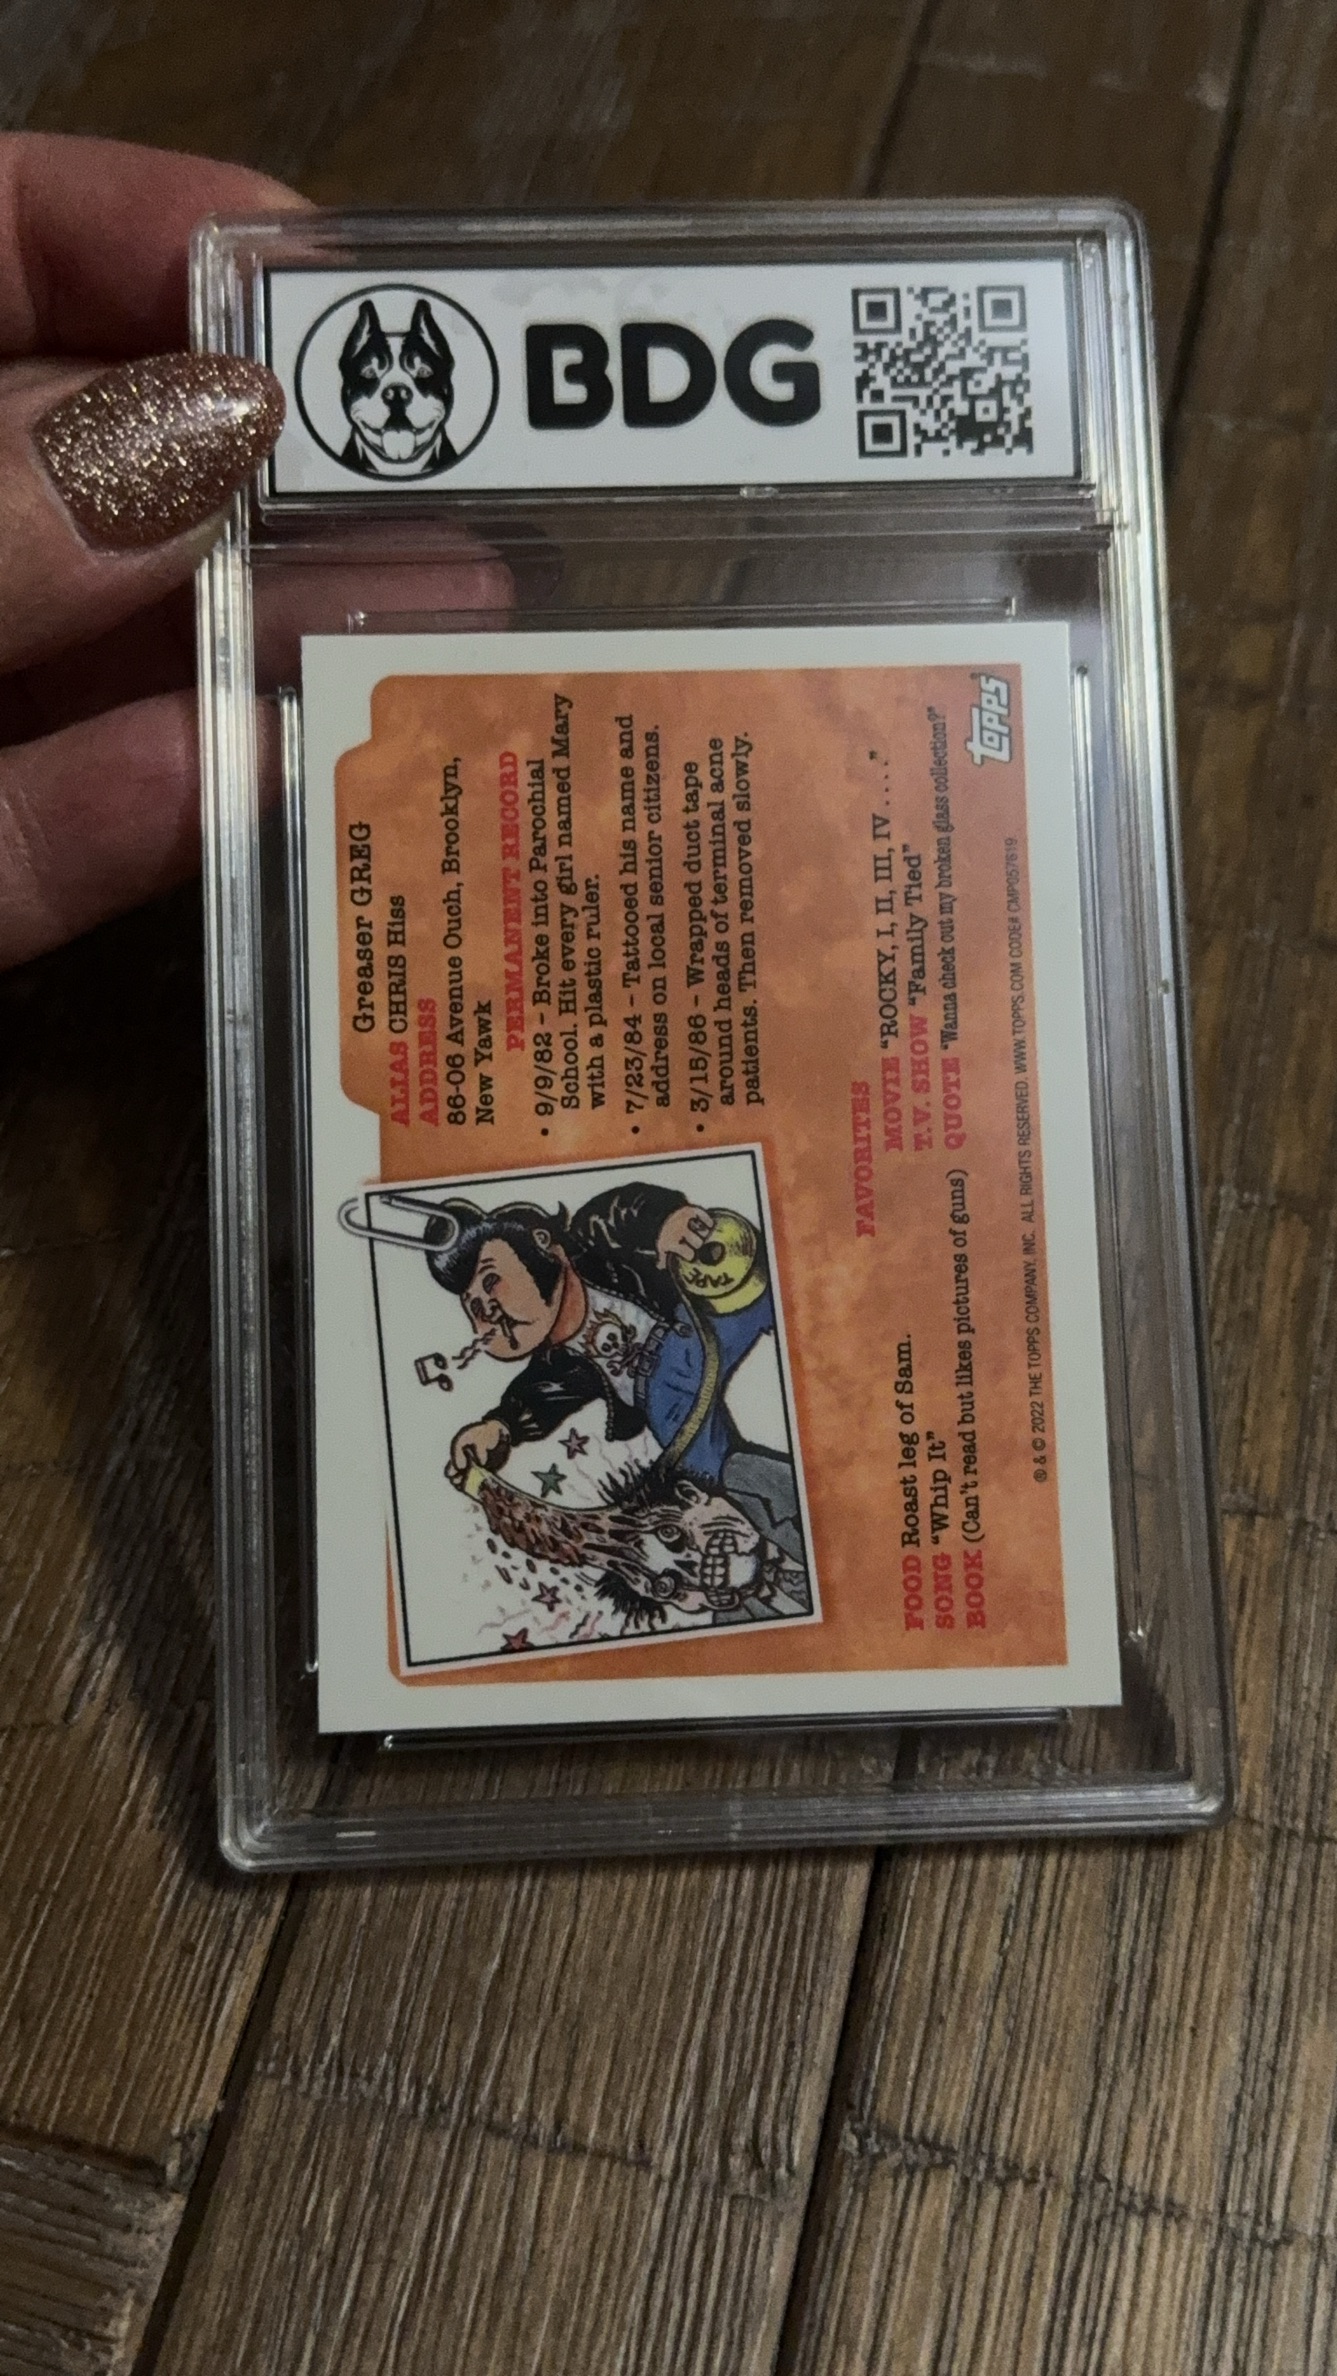 BDG
Greaser GREG
ALIAS CHRIS Hiss
ADDRESS
86-06 Avenue Ouch, Brooklyn,
New Yawk
PERMANENT RECORD
• 9/9/82 – Broke into Parochial
School. Hit every girl named Mary
with a plastic ruler.
• 7/23/84 – Tattooed his name and
address on local senior citizens.
• 3/15/86 – Wrapped duct tape
around heads of terminal acne
patients. Then removed slowly.
FAVORITES
FOOD Roast leg of Sam.
SONG "Whip It"
BOOK (Can't read but likes pictures of guns)
MOVIE "ROCKY, I, II, III, IV...."
T.V. SHOW "Family Tied"
QUOTE "Wanna check out my broken glass collection?"
® & © 2022 THE TOPPS COMPANY, INC. ALL RIGHTS RESERVED. WWW.TOPPS.COM CODE# CMP057619
topps